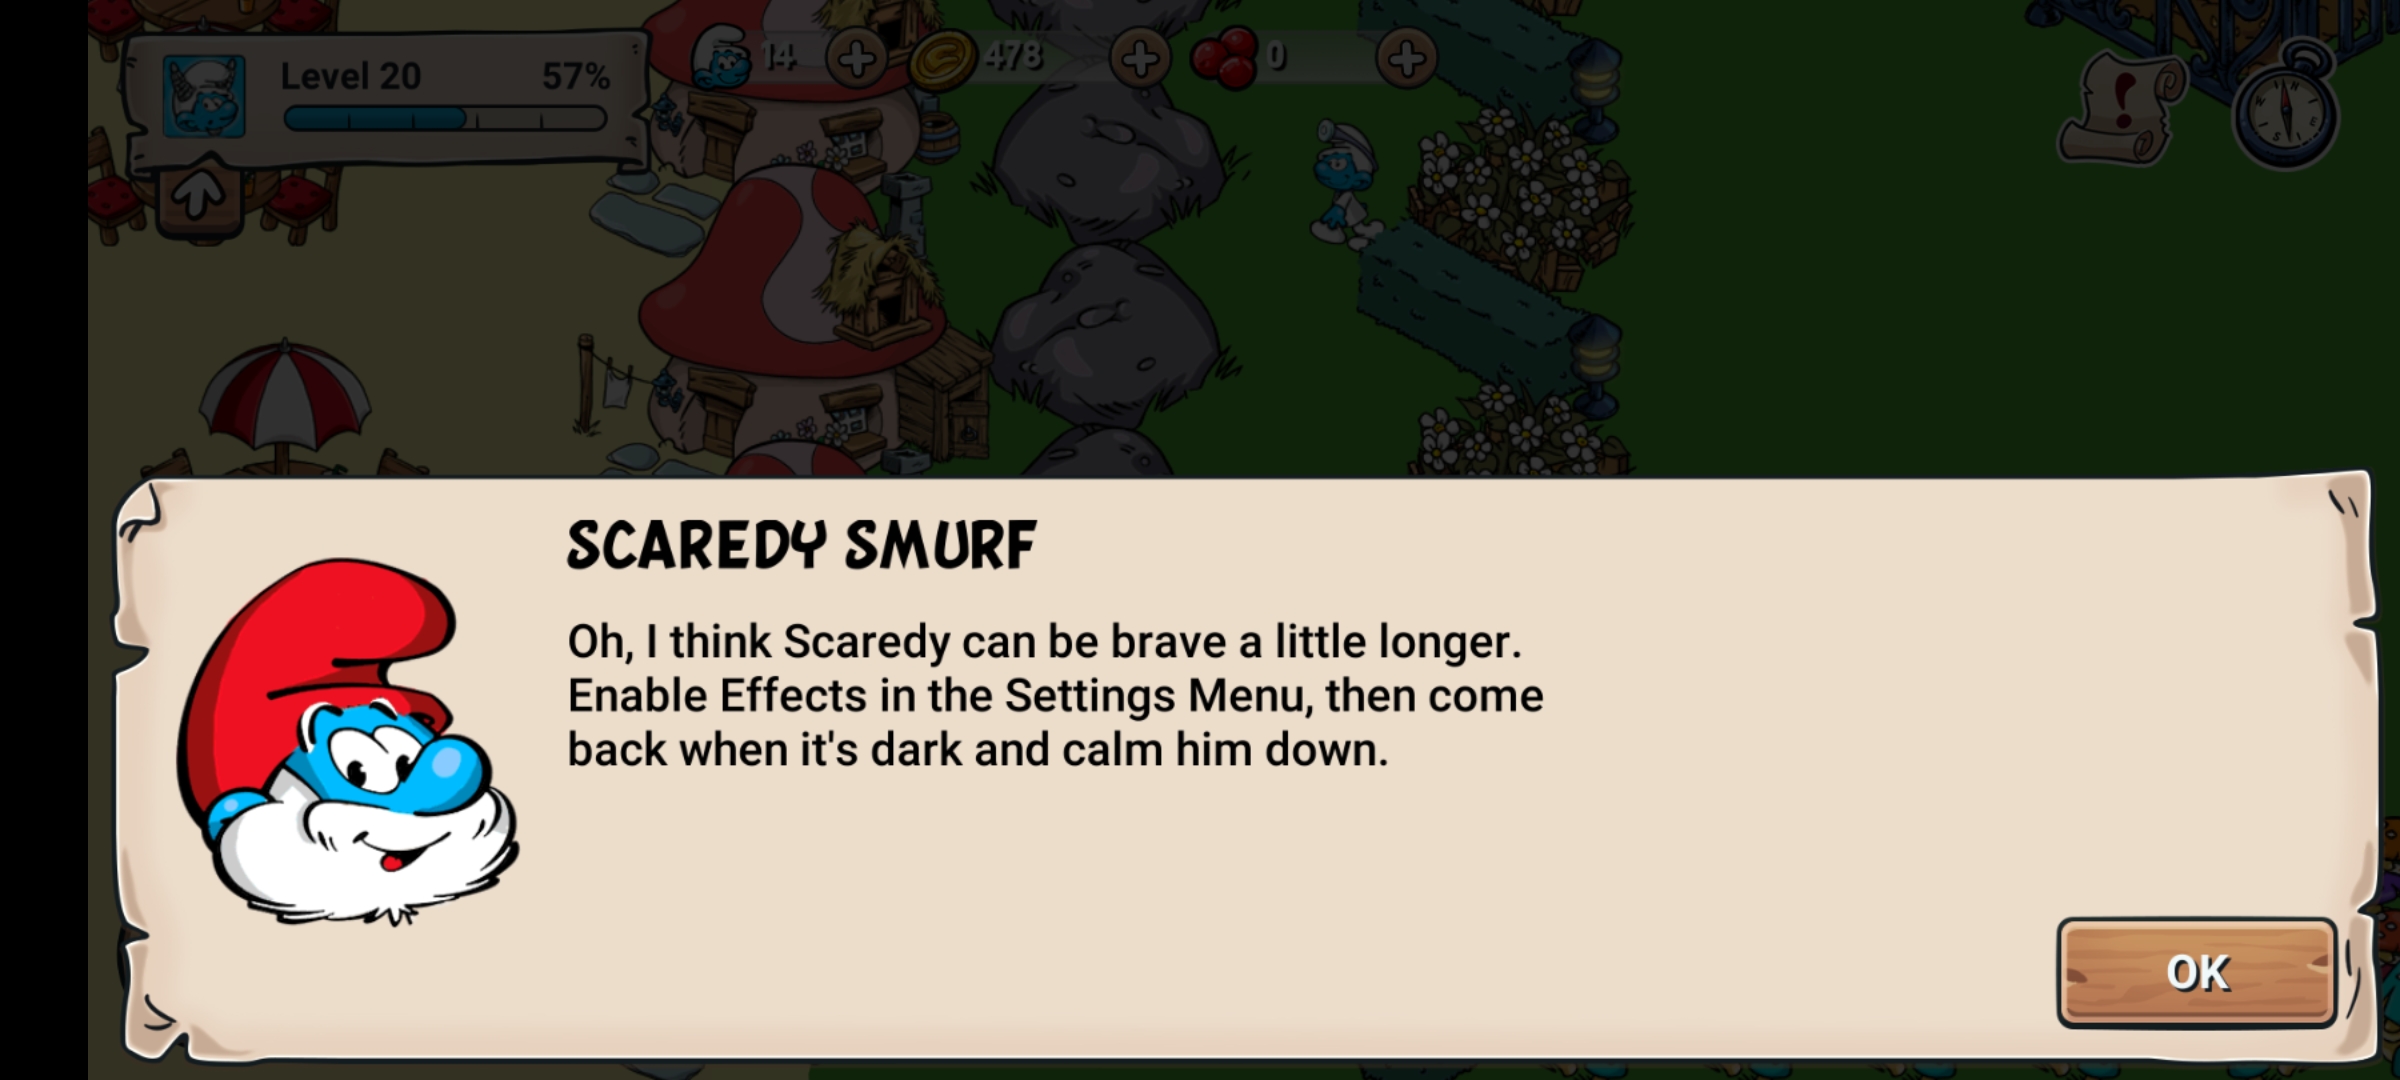 Level 20 57%
14
478
0
SCAREDY SMURF
Oh, I think Scaredy can be brave a little longer.
Enable Effects in the Settings Menu, then come
back when it's dark and calm him down.
OK